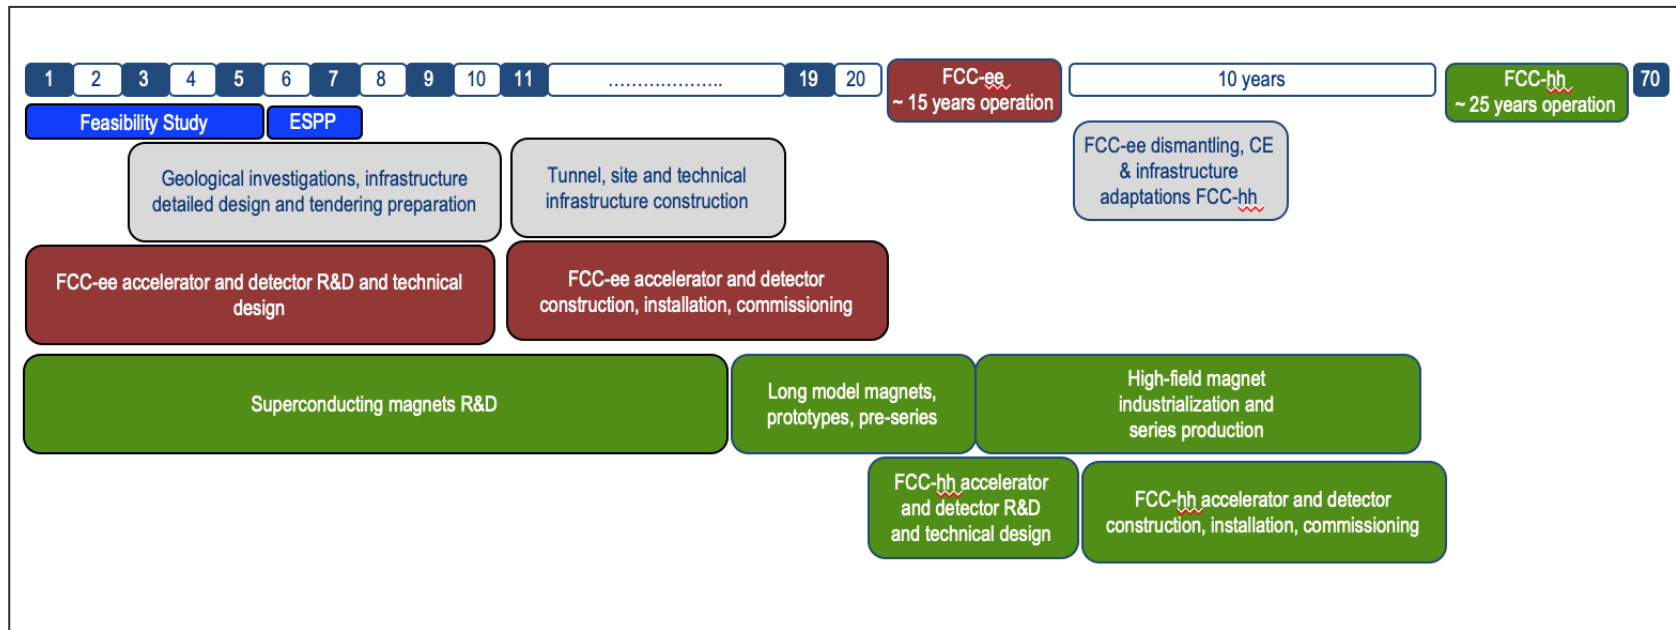 1 2 3 4 5 6 7 8 9 10 11 ………………... 19 20
FCC-ee
~ 15 years operation
10 years
FCC-hh
~ 25 years operation
70
Feasibility Study
ESPP
Geological investigations, infrastructure
detailed design and tendering preparation
Tunnel, site and technical
infrastructure construction
FCC-ee dismantling, CE
& infrastructure
adaptations FCC-hh
FCC-ee accelerator and detector R&D and technical
design
FCC-ee accelerator and detector
construction, installation, commissioning
Superconducting magnets R&D
Long model magnets,
prototypes, pre-series
High-field magnet
industrialization and
series production
FCC-hh accelerator
and detector R&D
and technical design
FCC-hh accelerator and detector
construction, installation, commissioning